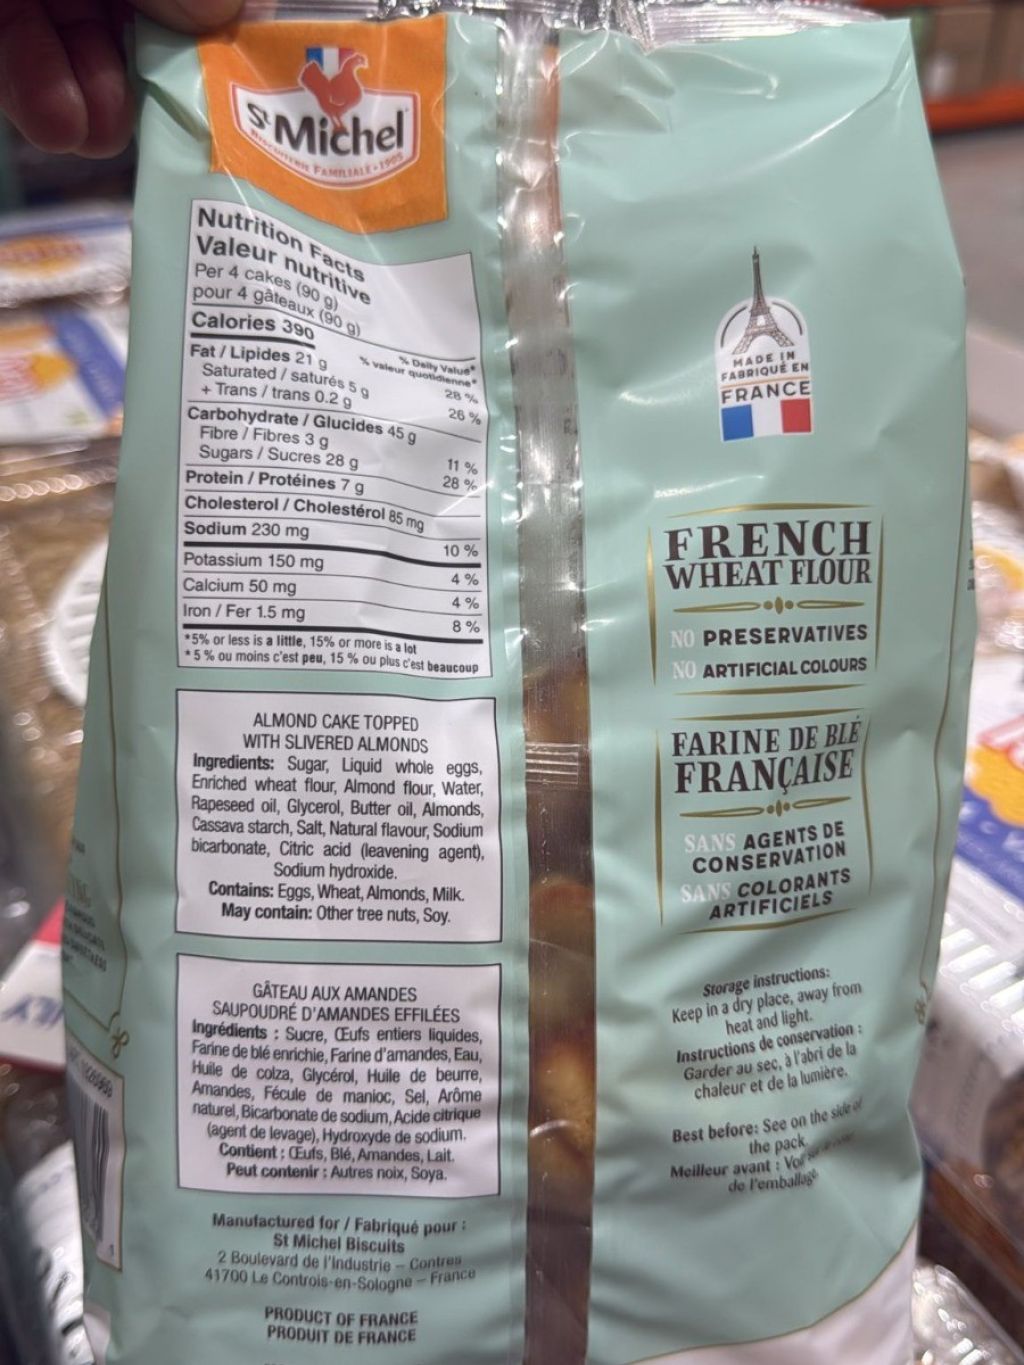 St Michel
BISCUITERIE FAMILIALE • 1905
Nutrition Facts
Valeur nutritive
Per 4 cakes (90 g)
pour 4 gâteaux (90 g)
Calories 390
% Daily Value*
% valeur quotidienne*
Fat / Lipides 21 g 28 %
Saturated / saturés 5 g
+ Trans / trans 0.2 g 26 %
Carbohydrate / Glucides 45 g
Fibre / Fibres 3 g 11 %
Sugars / Sucres 28 g 28 %
Protein / Protéines 7 g
Cholesterol / Cholestérol 85 mg
Sodium 230 mg 10 %
Potassium 150 mg 4 %
Calcium 50 mg 4 %
Iron / Fer 1.5 mg 8 %
*5% or less is a little, 15% or more is a lot
*5 % ou moins c'est peu, 15 % ou plus c'est beaucoup
ALMOND CAKE TOPPED
WITH SLIVERED ALMONDS
Ingredients: Sugar, Liquid whole eggs,
Enriched wheat flour, Almond flour, Water,
Rapeseed oil, Glycerol, Butter oil, Almonds,
Cassava starch, Salt, Natural flavour, Sodium
bicarbonate, Citric acid (leavening agent),
Sodium hydroxide.
Contains: Eggs, Wheat, Almonds, Milk.
May contain: Other tree nuts, Soy.
GÂTEAU AUX AMANDES
SAUPOUDRÉ D'AMANDES EFFILÉES
Ingrédients : Sucre, Œufs entiers liquides,
Farine de blé enrichie, Farine d'amandes, Eau,
Huile de colza, Glycérol, Huile de beurre,
Amandes, Fécule de manioc, Sel, Arôme
naturel, Bicarbonate de sodium, Acide citrique
(agent de levage), Hydroxyde de sodium.
Contient : Œufs, Blé, Amandes, Lait.
Peut contenir : Autres noix, Soya.
Manufactured for / Fabriqué pour :
St Michel Biscuits
2 Boulevard de l'Industrie – Contres
41700 Le Controis-en-Sologne – France
PRODUCT OF FRANCE
PRODUIT DE FRANCE
MADE IN
FABRIQUÉ EN
FRANCE
FRENCH
WHEAT FLOUR
NO PRESERVATIVES
NO ARTIFICIAL COLOURS
FARINE DE BLÉ
FRANÇAISE
SANS AGENTS DE
CONSERVATION
SANS COLORANTS
ARTIFICIELS
Storage instructions:
Keep in a dry place, away from
heat and light.
Instructions de conservation :
Garder au sec, à l'abri de la
chaleur et de la lumière.
Best before: See on the side of
the pack.
Meilleur avant : Voir
de l'emballage.